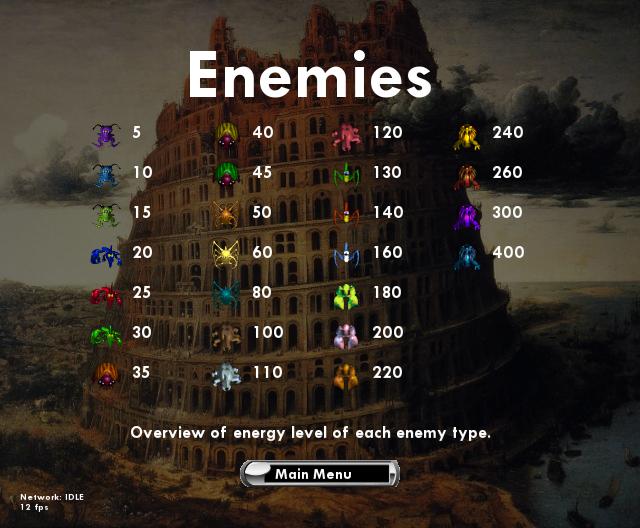 Enemies
5 40 120 240
10 45 130 260
15 50 140 300
20 60 160 400
25 80 180
30 100 200
35 110 220
Overview of energy level of each enemy type.
Main Menu
Network: IDLE
12 fps